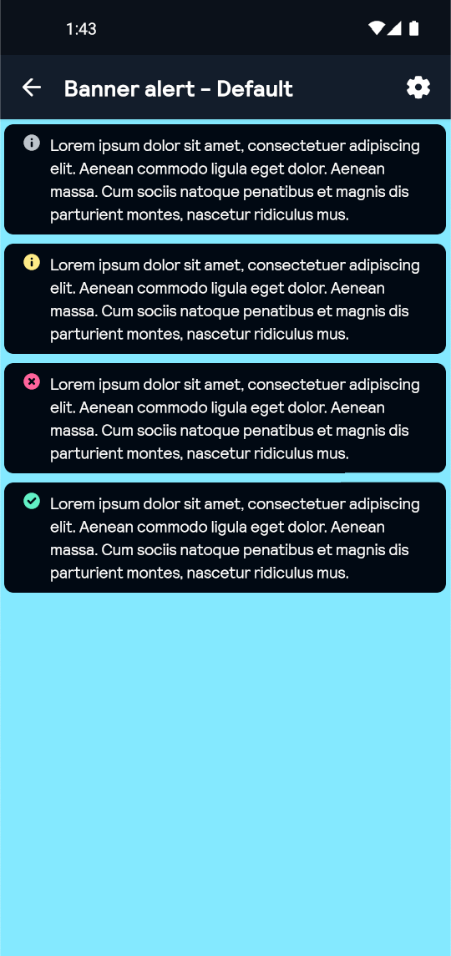 1:43
Banner alert - Default
Lorem ipsum dolor sit amet, consectetuer adipiscing
elit. Aenean commodo ligula eget dolor. Aenean
massa. Cum sociis natoque penatibus et magnis dis
parturient montes, nascetur ridiculus mus.
Lorem ipsum dolor sit amet, consectetuer adipiscing
elit. Aenean commodo ligula eget dolor. Aenean
massa. Cum sociis natoque penatibus et magnis dis
parturient montes, nascetur ridiculus mus.
Lorem ipsum dolor sit amet, consectetuer adipiscing
elit. Aenean commodo ligula eget dolor. Aenean
massa. Cum sociis natoque penatibus et magnis dis
parturient montes, nascetur ridiculus mus.
Lorem ipsum dolor sit amet, consectetuer adipiscing
elit. Aenean commodo ligula eget dolor. Aenean
massa. Cum sociis natoque penatibus et magnis dis
parturient montes, nascetur ridiculus mus.